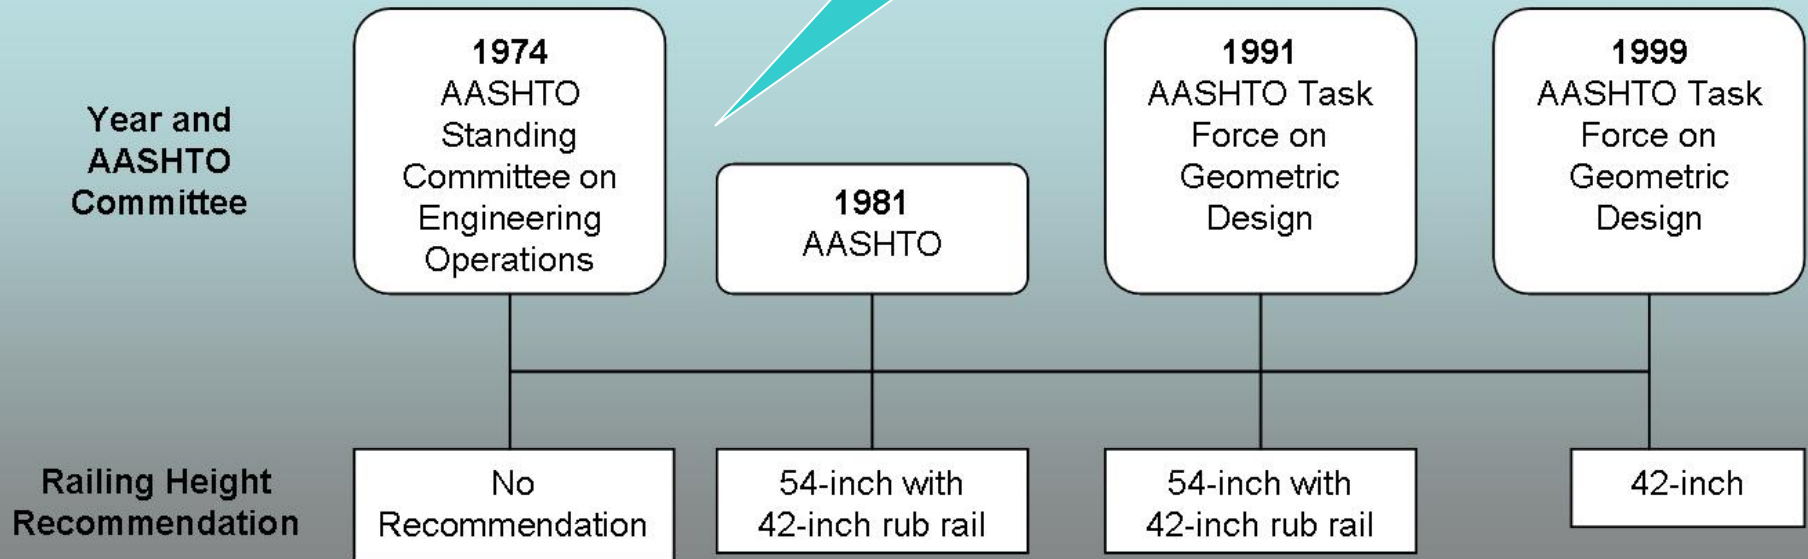 Year and
AASHTO
Committee
1974
AASHTO
Standing
Committee on
Engineering
Operations
1981
AASHTO
1991
AASHTO Task
Force on
Geometric
Design
1999
AASHTO Task
Force on
Geometric
Design
Railing Height
Recommendation
No
Recommendation
54-inch with
42-inch rub rail
54-inch with
42-inch rub rail
42-inch